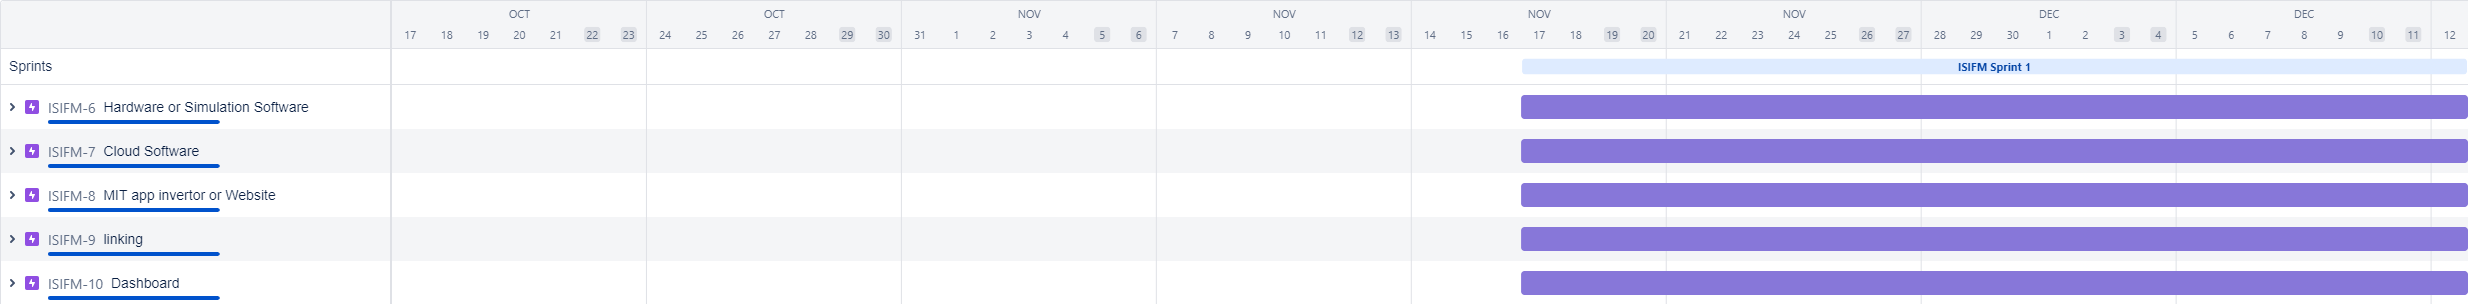 OCT OCT NOV NOV NOV NOV DEC DEC
17 18 19 20 21 22 23 24 25 26 27 28 29 30 31 1 2 3 4 5 6 7 8 9 10 11 12 13 14 15 16 17 18 19 20 21 22 23 24 25 26 27 28 29 30 1 2 3 4 5 6 7 8 9 10 11 12
Sprints ISIFM Sprint 1
ISIFM-6 Hardware or Simulation Software
ISIFM-7 Cloud Software
ISIFM-8 MIT app invertor or Website
ISIFM-9 linking
ISIFM-10 Dashboard